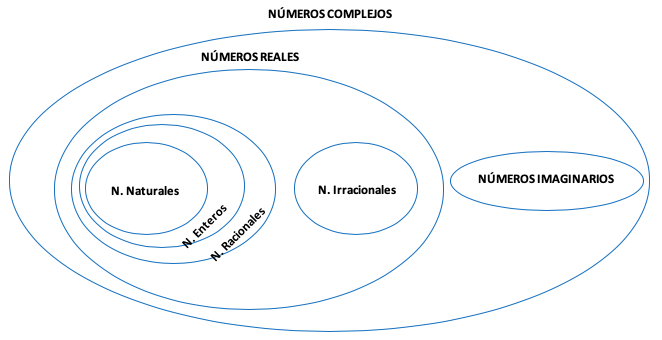 NÚMEROS COMPLEJOS
NÚMEROS REALES
N. Naturales
N. Enteros
N. Racionales
N. Irracionales
NÚMEROS IMAGINARIOS